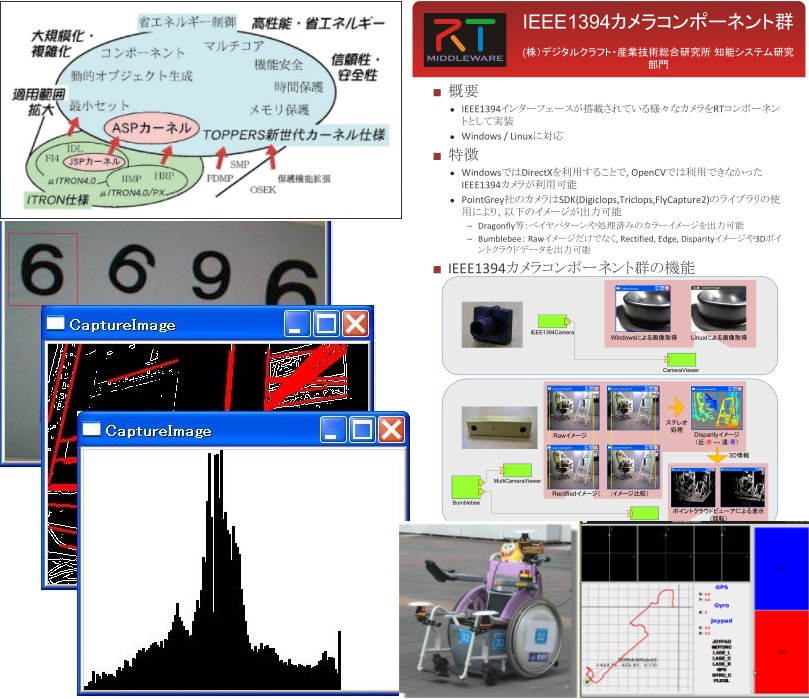 省エネルギー制御
高性能・省エネルギー
大規模化・
複雑化
コンポーネント
マルチコア
信頼性・
安全性
動的オブジェクト生成
機能安全
時間保護
適用範囲
拡大
最小セット
メモリ保護
ASPカーネル
TOPPERS新世代カーネル仕様
IDL
FI4
JSPカーネル
μITRON4.0
IIMP
HRP
μITRON4.0/PX
ITRON仕様
FDMP
SMP
OSEK
保護機能拡張
6 6 9 6
CaptureImage
CaptureImage
RT
MIDDLEWARE
IEEE1394カメラコンポーネント群
(株)デジタルクラフト・産業技術総合研究所 知能システム研究
部門
概要
IEEE1394インターフェースが搭載されている様々なカメラをRTコンポーネン
トとして実装
Windows / Linuxに対応
特徴
WindowsではDirectXを利用することで, OpenCVでは利用できなかった
IEEE1394カメラが利用可能
PointGrey社のカメラはSDK(Digiclops,Triclops,FlyCapture2)のライブラリの使
用により、以下のイメージが出力可能
– Dragonfly等：ベイヤパターンや処理済みのカラーイメージを出力可能
– Bumblebee： Rawイメージだけでなく, Rectified, Edge, Disparityイメージや3Dポイ
ントクラウドデータを出力可能
IEEE1394カメラコンポーネント群の機能
IEEE1394Camera
Windowsによる画像取得
Linuxによる画像取得
CameraViewer
Rawイメージ
ステレオ
処理
Disparityイメージ
(近:赤 ↔ 遠:青)
3D情報
MultiCameraViewer
Bumblebee
Rectifiedイメージ(
:イメージ比較)
ポイントクラウドビューアによる表示
(回転)
32
32
GPS
Gyro
Joypad
JOYPAD
MOTORC
LASE_L
LASE_C
LASE_R
GPS
GYRO_C